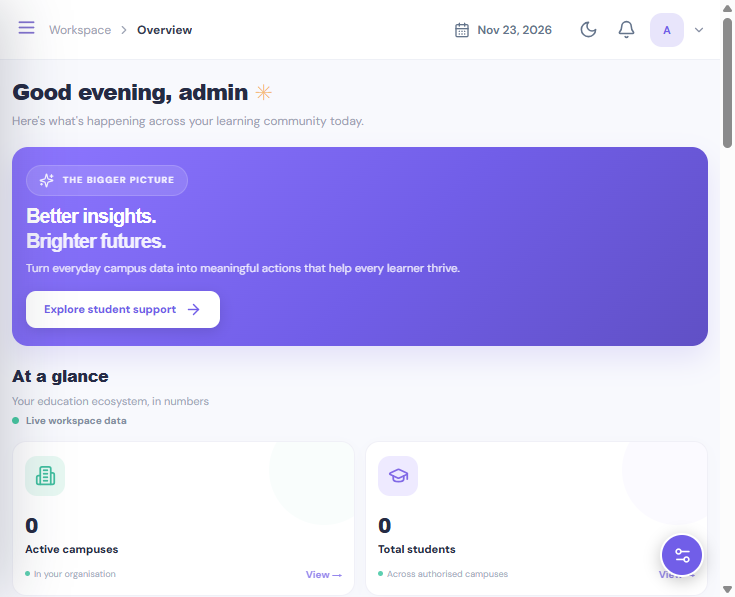 Workspace > Overview
Nov 23, 2026
A
Good evening, admin
Here's what's happening across your learning community today.
THE BIGGER PICTURE
Better insights.
Brighter futures.
Turn everyday campus data into meaningful actions that help every learner thrive.
Explore student support →
At a glance
Your education ecosystem, in numbers
Live workspace data
0
Active campuses
In your organisation
View →
0
Total students
Across authorised campuses
View →